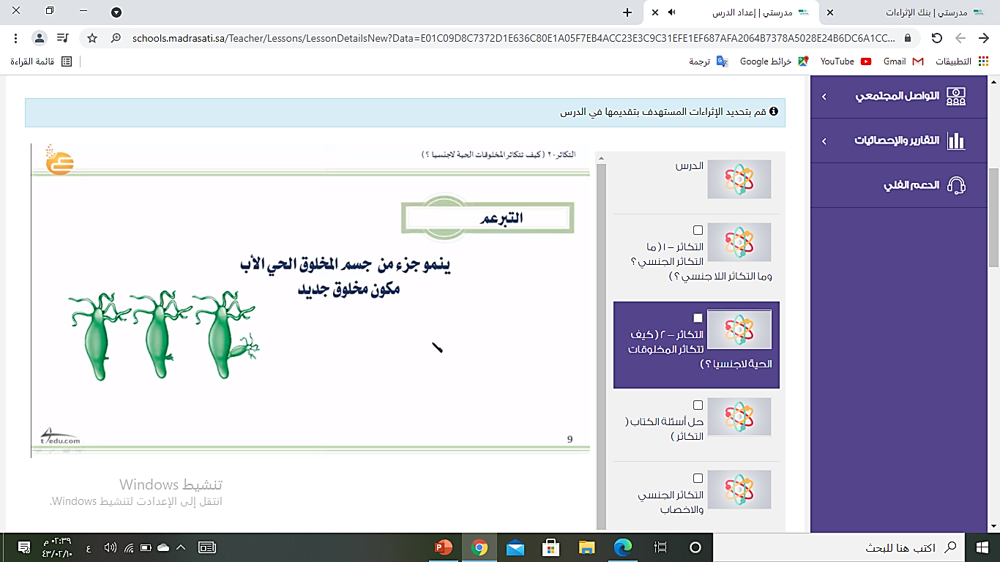 مدرستي | بنك الإثراءات
مدرستي | إعداد الدرس
schools.madrasati.sa/Teacher/Lessons/LessonDetailsNew?Data=E01C09D8C7372D1E636C80E1A05F7EB4ACC23E3C9C31EFE1EF687AFA2064B7378A5028E24B6DC6A1CC...
التطبيقات
Gmail
YouTube
خرائط Google
ترجمة
قائمة القراءة
التواصل المجتمعي
التقارير والإحصائيات
الدعم الفني
قم بتحديد الإثراءات المستهدف بتقديمها في الدرس
الدرس
التكاثر – ١ ( ما
التكاثر الجنسي ؟
وما التكاثر اللا جنسي ؟ )
التكاثر – ٢ ( كيف
تتكاثر المخلوقات
الحية لاجنسيا ؟ )
حل أسئلة الكتاب (
التكاثر )
التكاثر الجنسي
والاخصاب
التكاثر-٢ ( كيف تتكاثر المخلوقات الحية لاجنسيا ؟ )
التبرعم
ينمو جزء من جسم المخلوق الحي الأب
مكون مخلوق جديد
t4edu.com
9
تنشيط Windows
انتقل إلى الإعدادت لتنشيط Windows.
اكتب هنا للبحث
ع
٠٢:٣٩ م
٤٣/٠٢/١٠